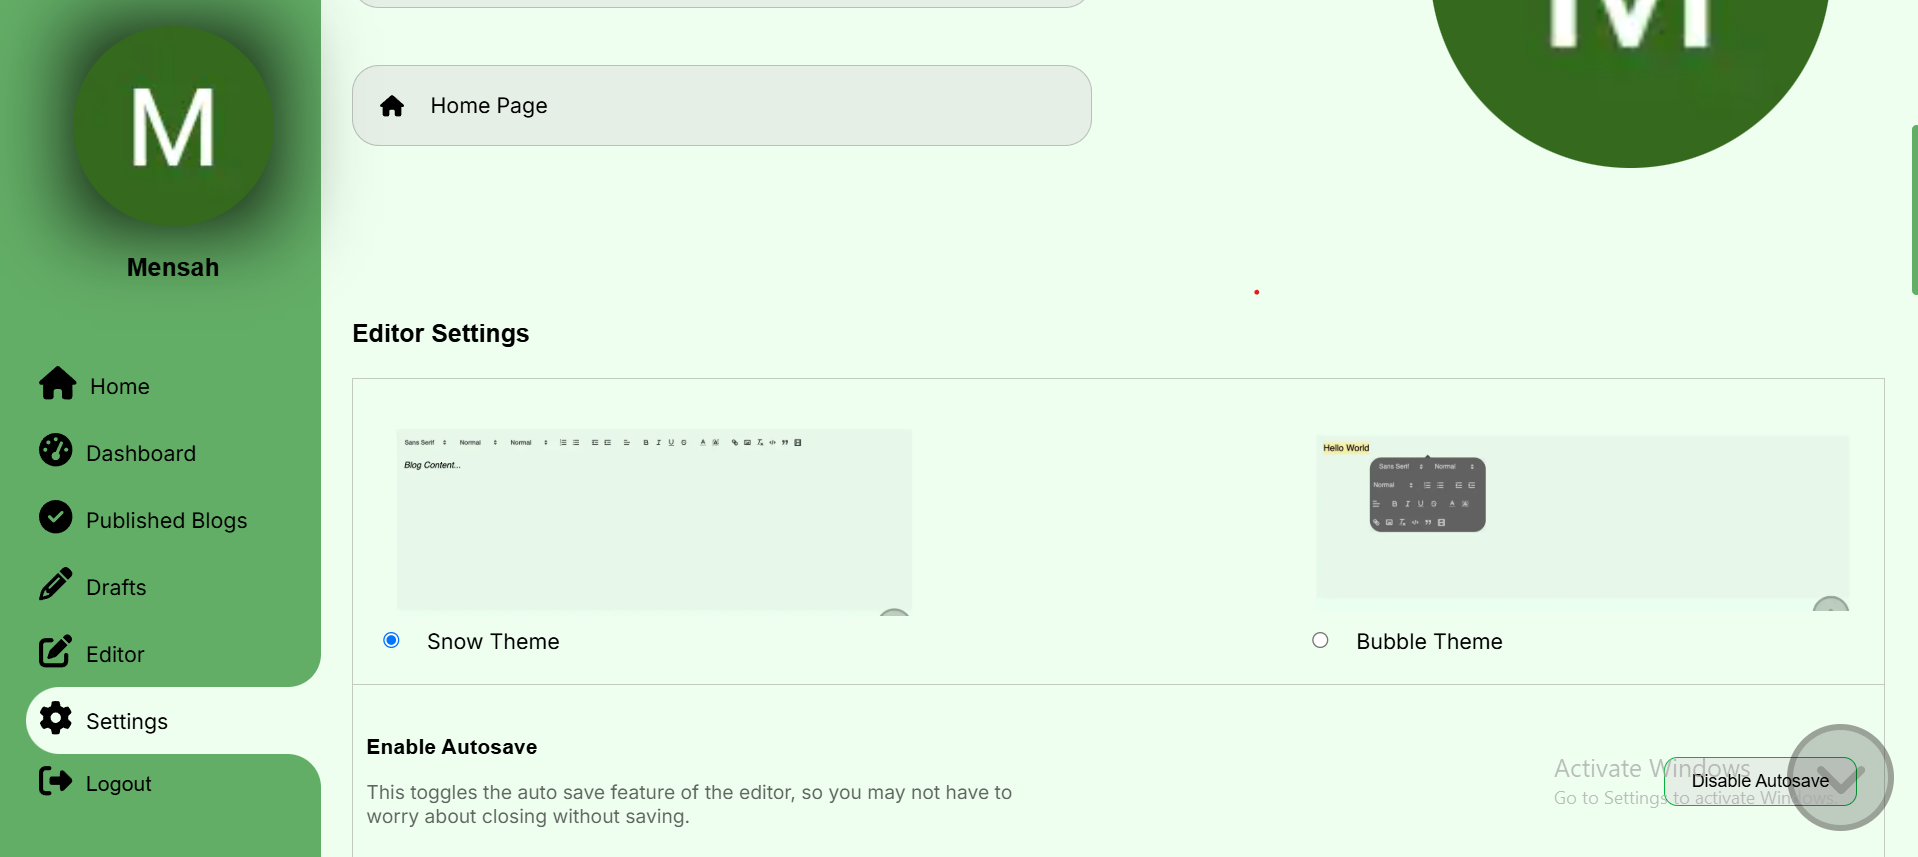 M
Mensah
Home
Dashboard
Published Blogs
Drafts
Editor
Settings
Logout
M
Home Page
Editor Settings
Sans Serif Normal Normal
Blog Content...
Snow Theme
Hello World
Sans Serif Normal
Normal
Bubble Theme
Enable Autosave
This toggles the auto save feature of the editor, so you may not have to
worry about closing without saving.
Disable Autosave
Activate Windows
Go to Settings to activate Windows.